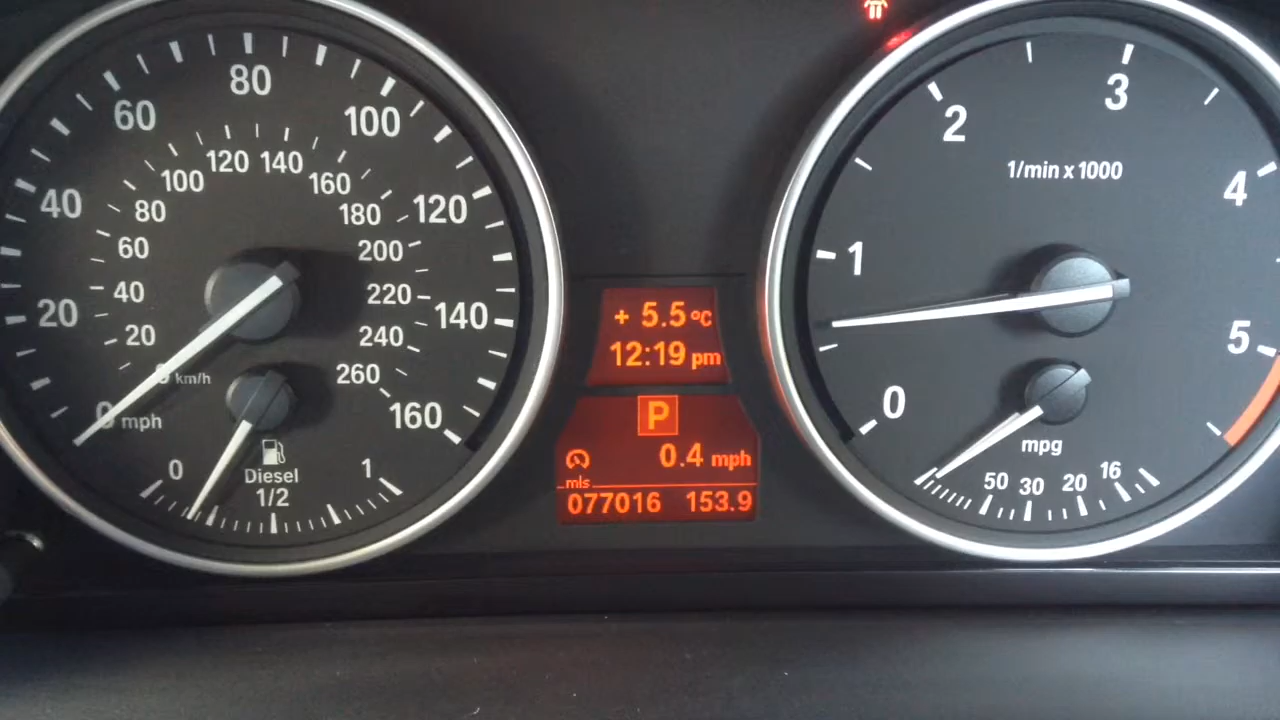 20
40
60
80
100
120
140
160
0 mph
km/h
20
40
60
80
100
120
140
160
180
200
220
240
260
0
Diesel
1/2
1
+ 5.5 °C
12:19 pm
P
0.4 mph
mls
077016 153.9
1/min x 1000
0
1
2
3
4
5
mpg
50 30 20 16